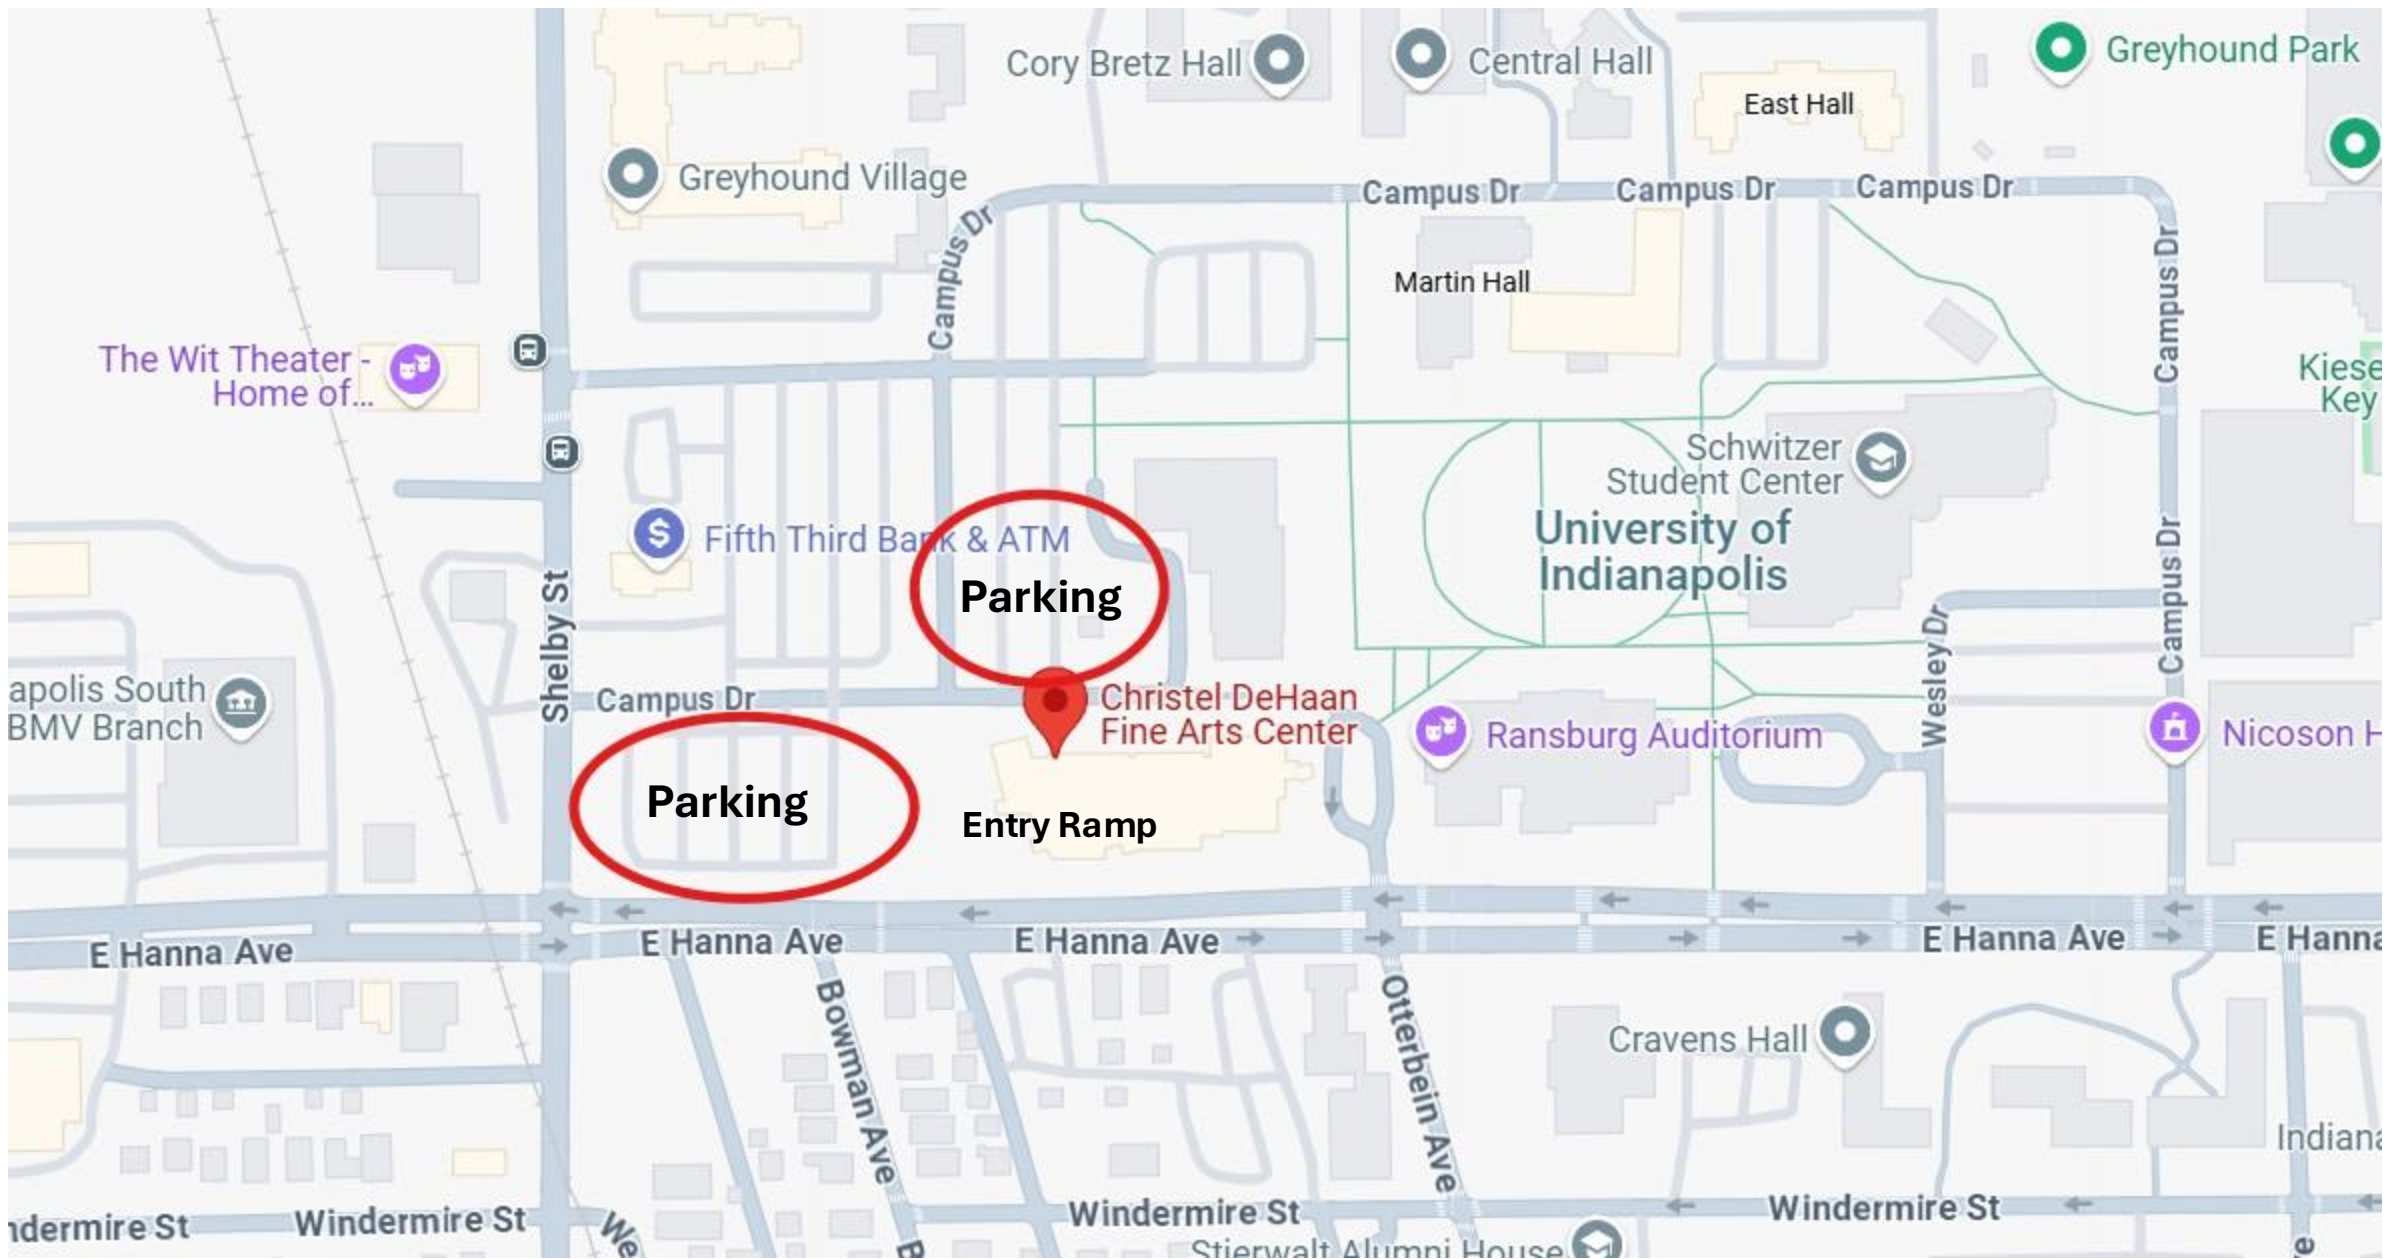 Cory Bretz Hall
Central Hall
Greyhound Park
East Hall
Greyhound Village
Campus Dr
Campus Dr
Campus Dr
Campus Dr
Campus Dr
Martin Hall
The Wit Theater -
Home of...
Kiese
Key
Schwitzer
Student Center
University of
Indianapolis
Fifth Third Bank & ATM
Parking
Campus Dr
Shelby St
Wesley Dr
apolis South
BMV Branch
Campus Dr
Christel DeHaan
Fine Arts Center
Ransburg Auditorium
Nicoson H
Parking
Entry Ramp
E Hanna Ave
E Hanna Ave
E Hanna Ave
E Hanna Ave
E Hanna
Bowman Ave
Otterbein Ave
Cravens Hall
Indiana
ndermire St
Windermire St
We
Windermire St
Windermire St
B
Stierwalt Alumni House
ve